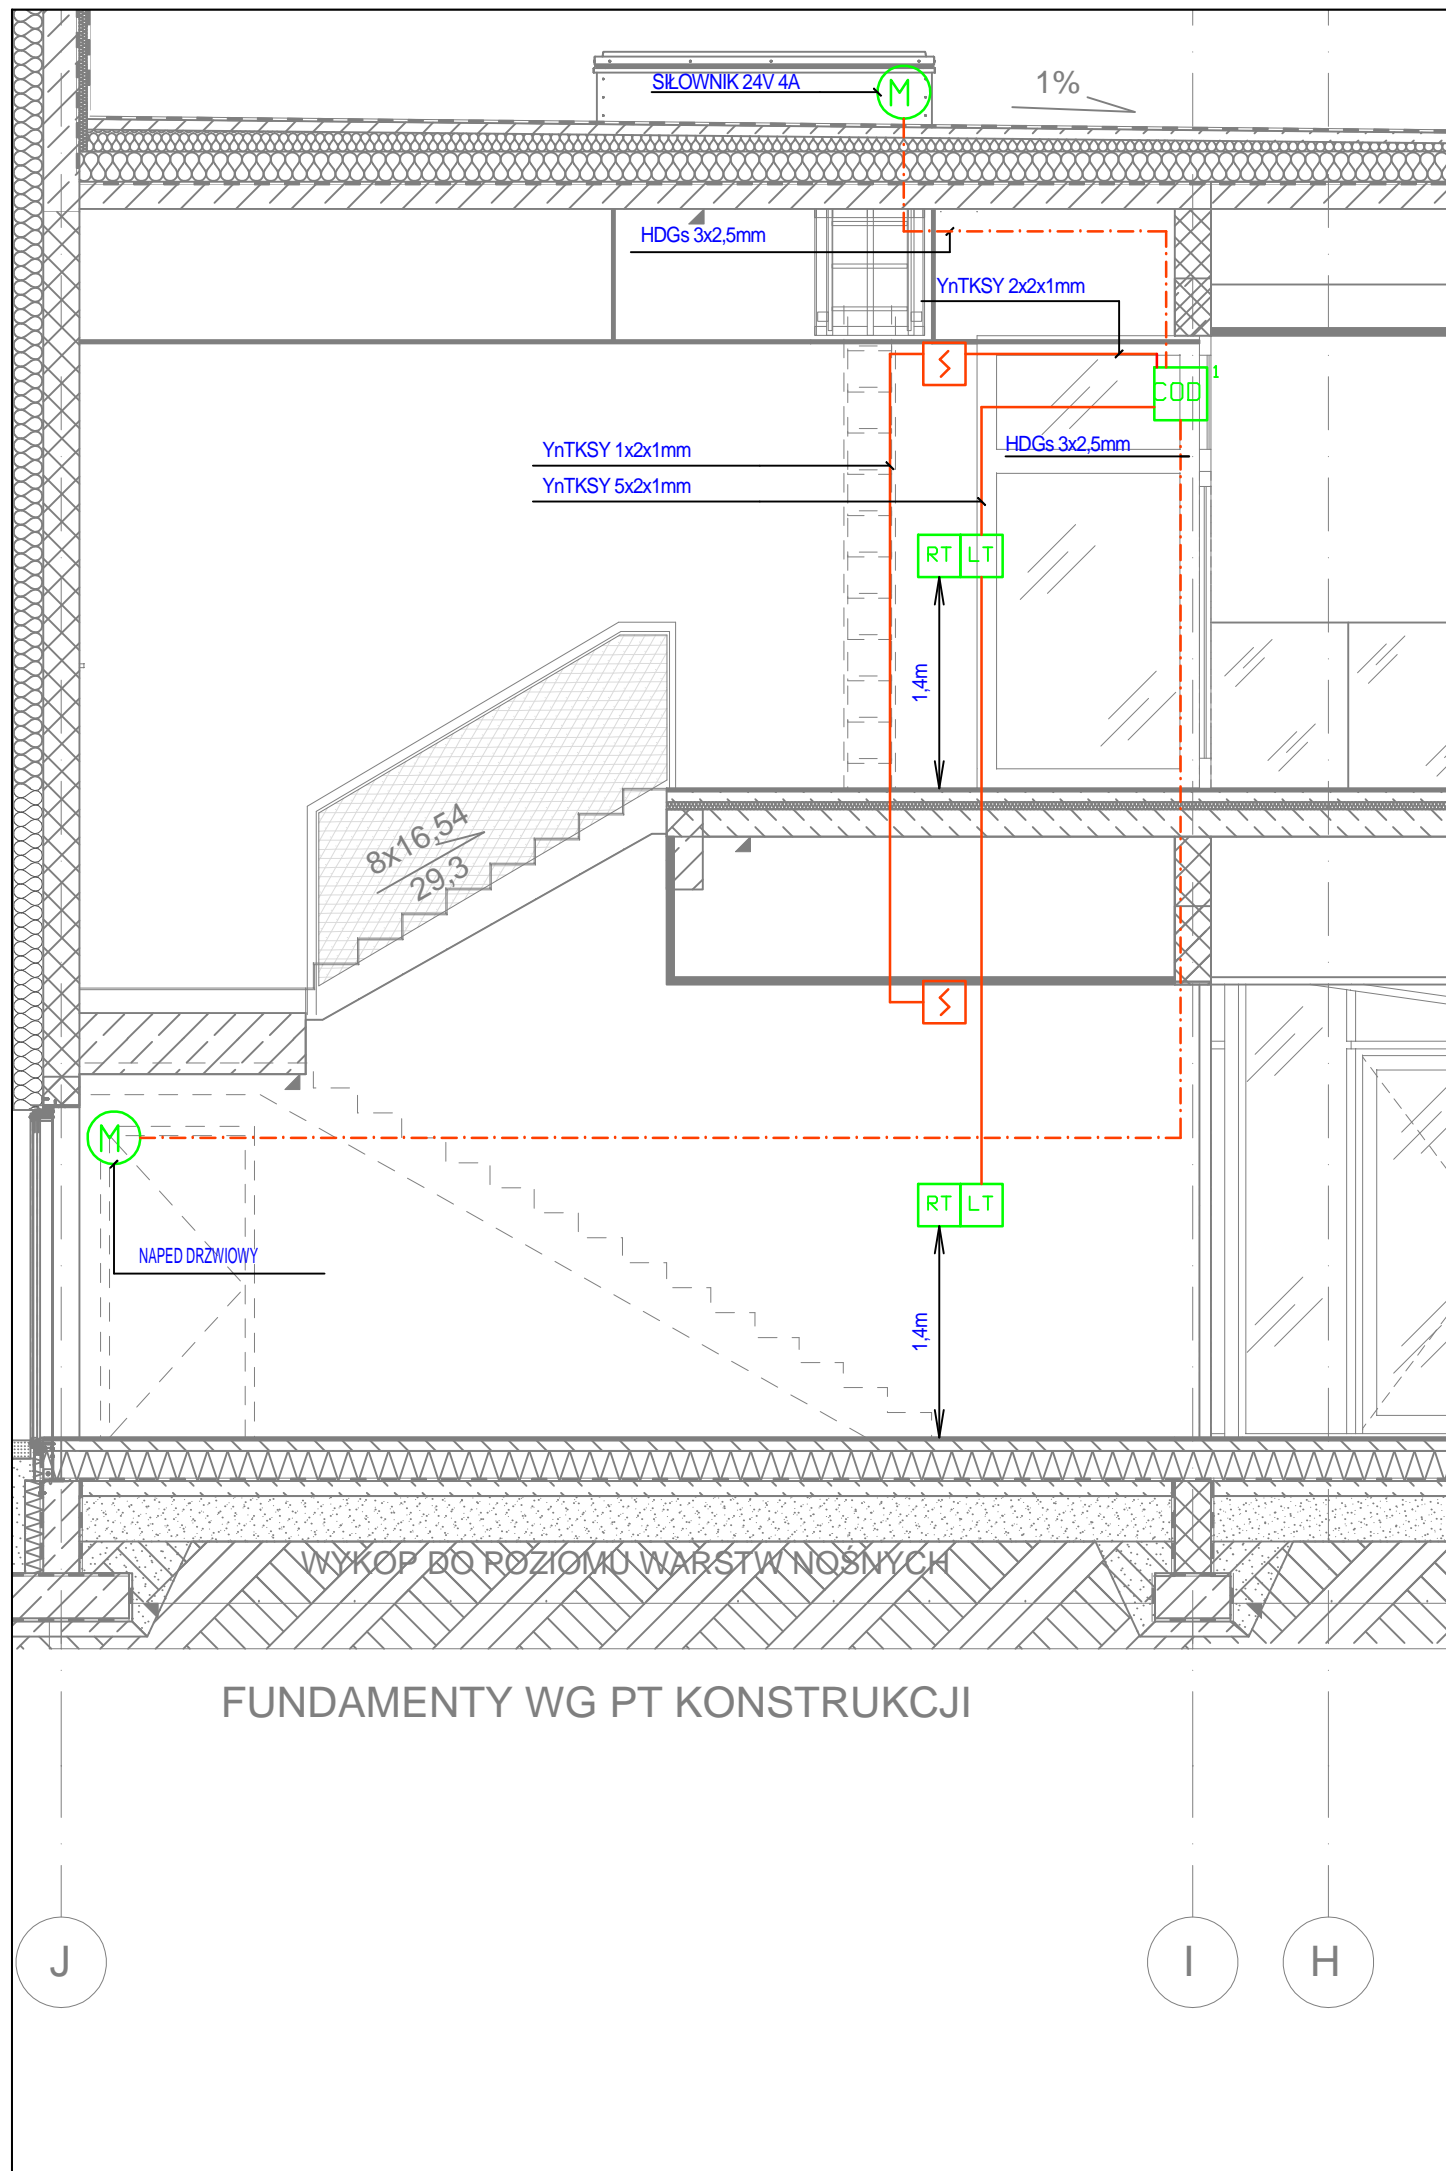 SIŁOWNIK 24V 4A
M
1%
HDGs 3x2,5mm
YnTKSY 2x2x1mm
COD
1
YnTKSY 1x2x1mm
HDGs 3x2,5mm
YnTKSY 5x2x1mm
RT LT
1,4m
8x16,54
29,3
M
RT LT
NAPED DRZWIOWY
1,4m
WYKOP DO POZIOMU WARSTW NOŚNYCH
FUNDAMENTY WG PT KONSTRUKCJI
J I H